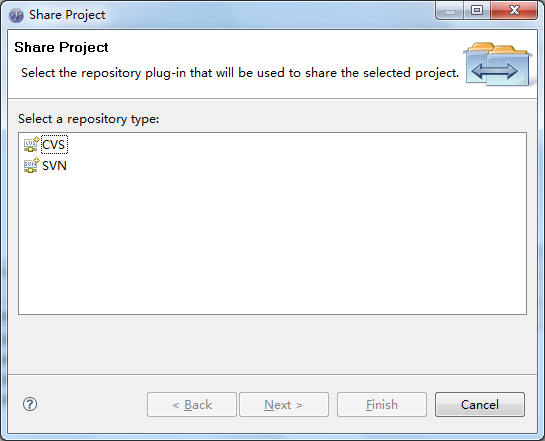 Share Project
Share Project
Select the repository plug-in that will be used to share the selected project.
Select a repository type:
CVS
SVN
?
< Back
Next >
Finish
Cancel